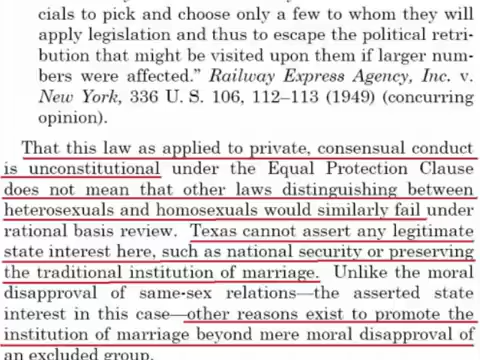 cials to pick and choose only a few to whom they will
apply legislation and thus to escape the political retri-
bution that might be visited upon them if larger num-
bers were affected.” Railway Express Agency, Inc. v.
New York, 336 U. S. 106, 112–113 (1949) (concurring
opinion).
That this law as applied to private, consensual conduct
is unconstitutional under the Equal Protection Clause
does not mean that other laws distinguishing between
heterosexuals and homosexuals would similarly fail under
rational basis review. Texas cannot assert any legitimate
state interest here, such as national security or preserving
the traditional institution of marriage. Unlike the moral
disapproval of same-sex relations—the asserted state
interest in this case—other reasons exist to promote the
institution of marriage beyond mere moral disapproval of
an excluded group.